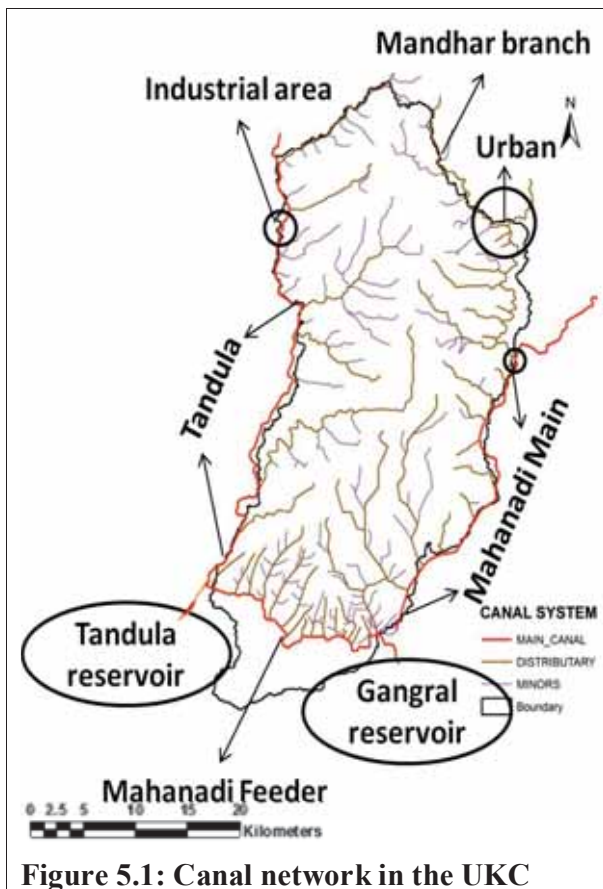 Mandhar branch
Industrial area
N
Urban
Tandula
Mahanadi Main
CANAL SYSTEM
MAIN_CANAL
DISTRIBUTARY
MINORS
Boundary
Tandula
reservoir
Gangral
reservoir
Mahanadi Feeder
0 2.5 5 10 15 20
Kilometers
Figure 5.1: Canal network in the UKC